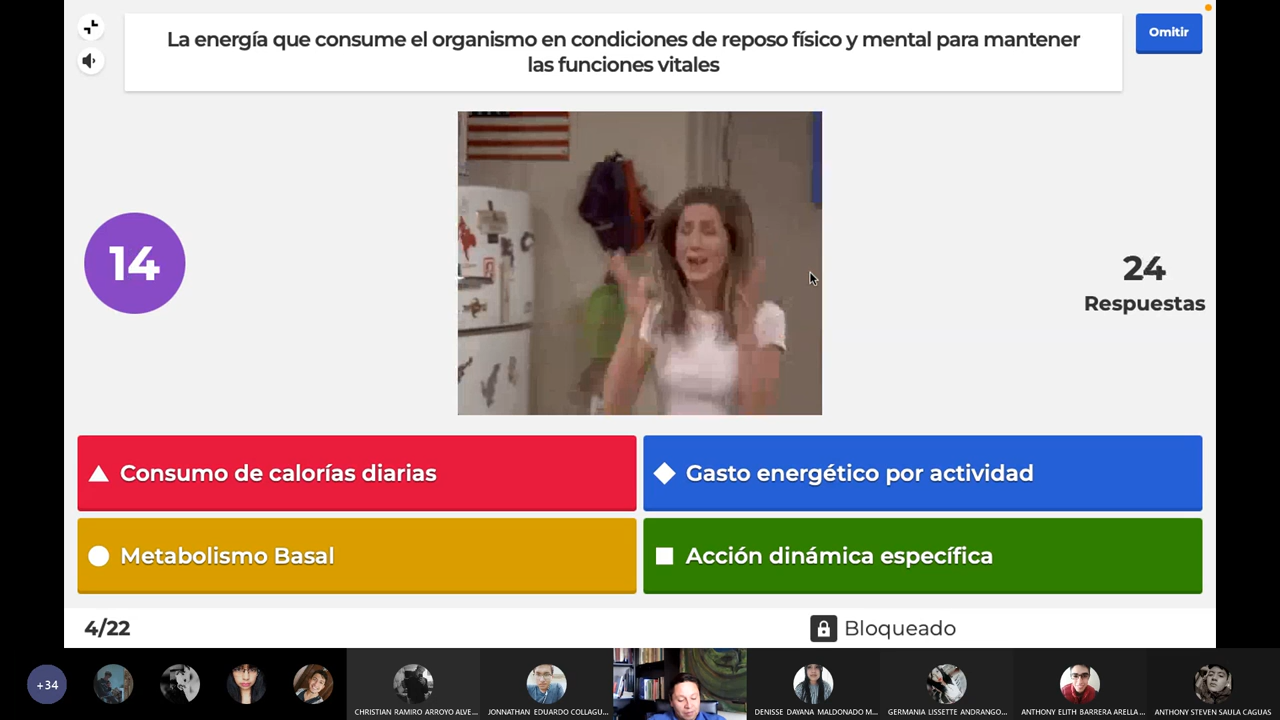 La energía que consume el organismo en condiciones de reposo físico y mental para mantener
las funciones vitales
Omitir
14
24
Respuestas
Consumo de calorías diarias
Gasto energético por actividad
Metabolismo Basal
Acción dinámica específica
4/22
Bloqueado
+34
CHRISTIAN RAMIRO ARROYO ALVE...
JONNATHAN EDUARDO COLLAGU...
DENISSE DAYANA MALDONADO M...
GERMANIA LISSETTE ANDRANGO...
ANTHONY ELITH BARRERA ARELLA ...
ANTHONY STEVEN SAULA CAGUAS